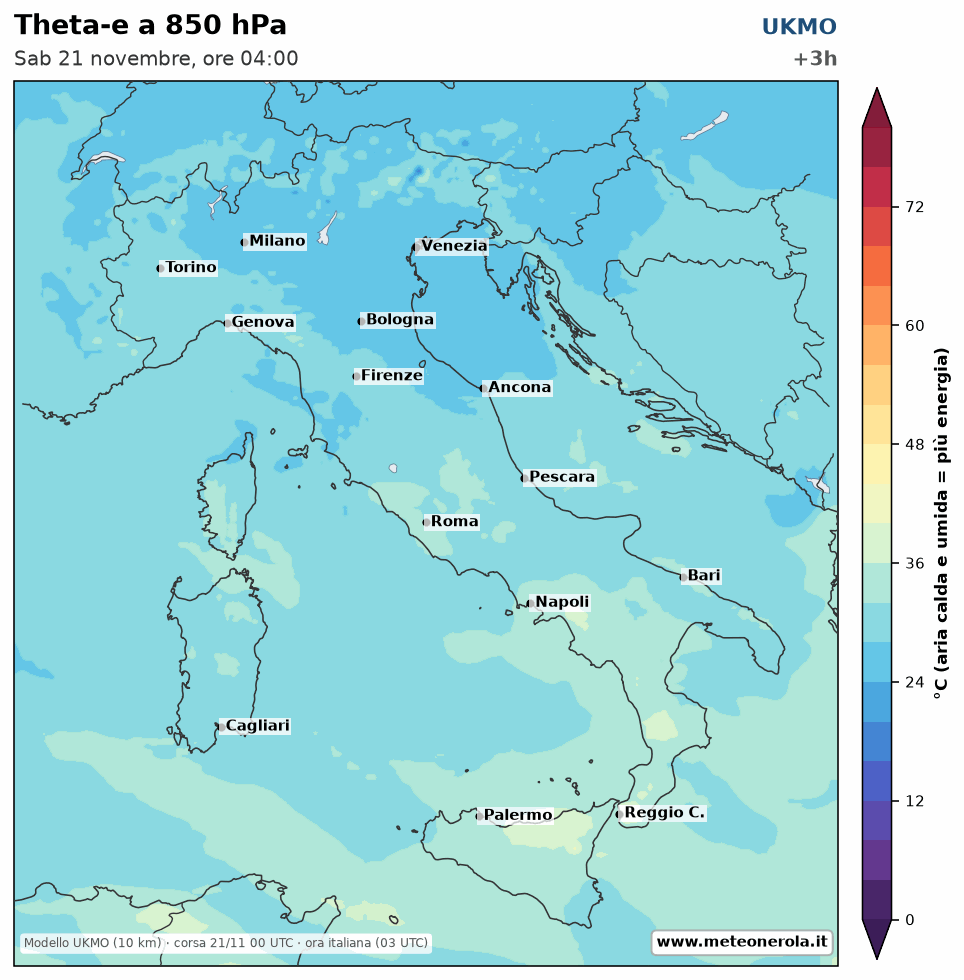 Theta-e a 850 hPa
UKMO
Sab 21 novembre, ore 04:00
+3h
Milano
Venezia
Torino
Genova
Bologna
Firenze
Ancona
Pescara
Roma
Bari
Napoli
Cagliari
Palermo
Reggio C.
72
60
48
36
24
12
0
°C (aria calda e umida = più energia)
Modello UKMO (10 km) · corsa 21/11 00 UTC · ora italiana (03 UTC)
www.meteonerola.it